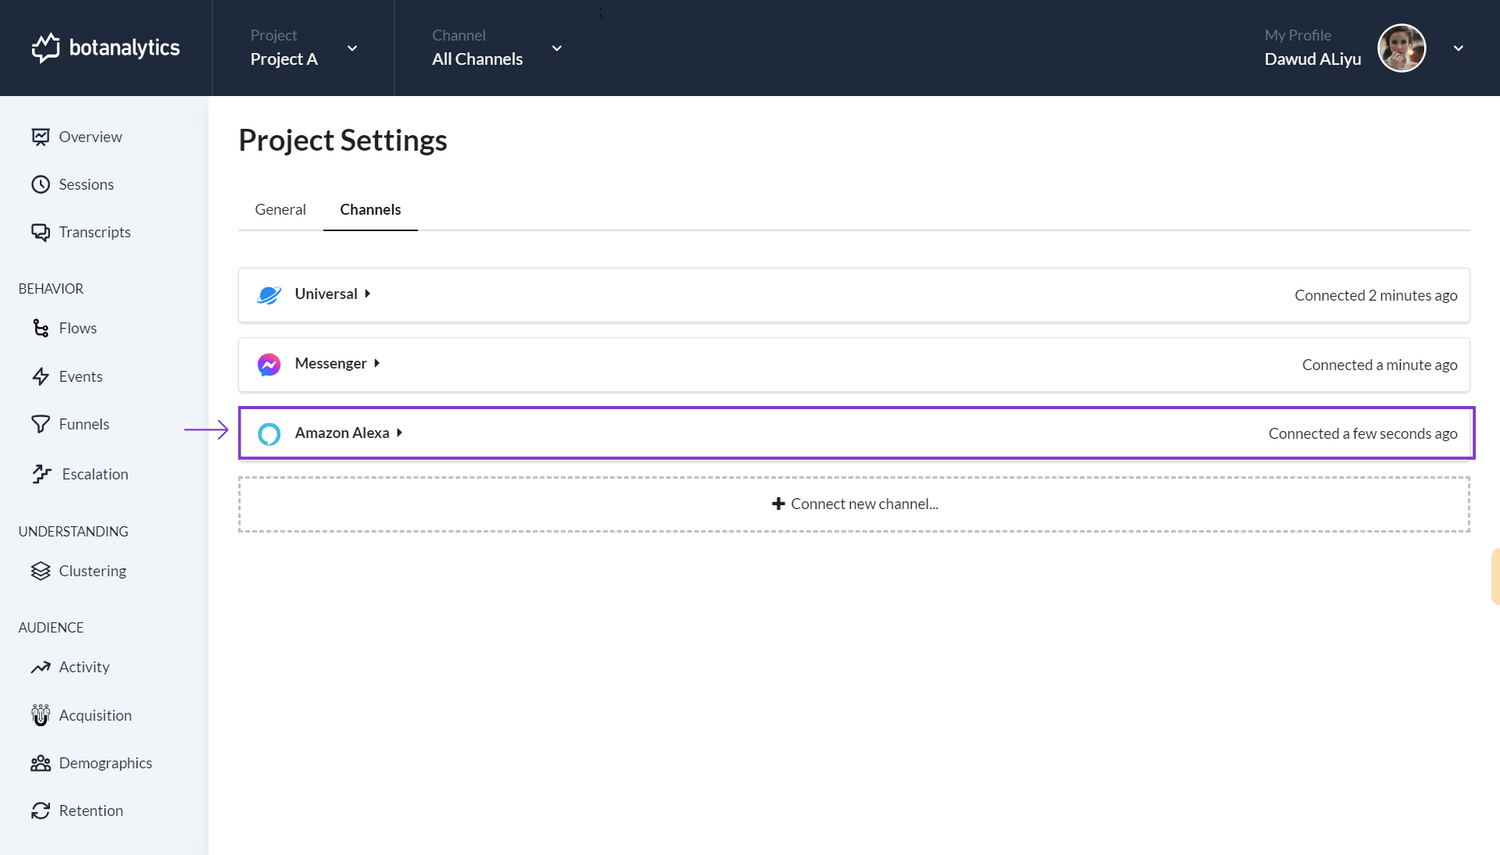 ;
botanalytics
Project
Project A
Channel
All Channels
My Profile
Dawud ALiyu
Overview
Sessions
Transcripts
BEHAVIOR
Flows
Events
Funnels
Escalation
UNDERSTANDING
Clustering
AUDIENCE
Activity
Acquisition
Demographics
Retention
Project Settings
General
Channels
Universal
Connected 2 minutes ago
Messenger
Connected a minute ago
Amazon Alexa
Connected a few seconds ago
+ Connect new channel...